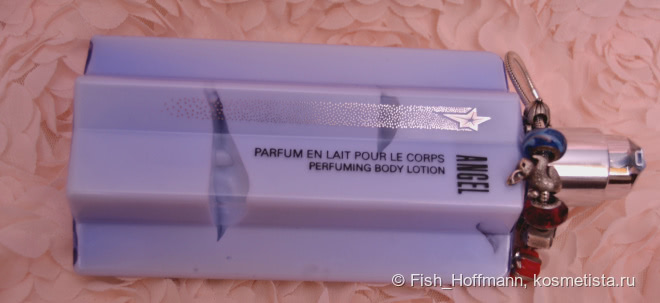 PARFUM EN LAIT POUR LE CORPS
PERFUMING BODY LOTION
ANGEL
© Fish_Hoffmann, kosmetista.ru